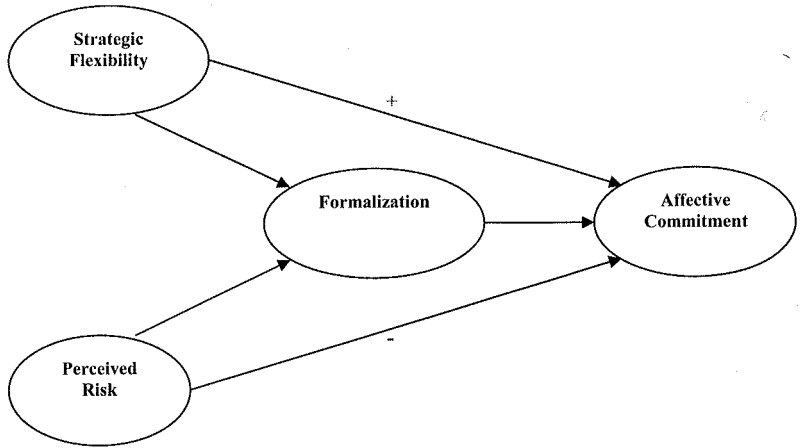 Strategic
Flexibility
+
Formalization
Affective
Commitment
-
Perceived
Risk